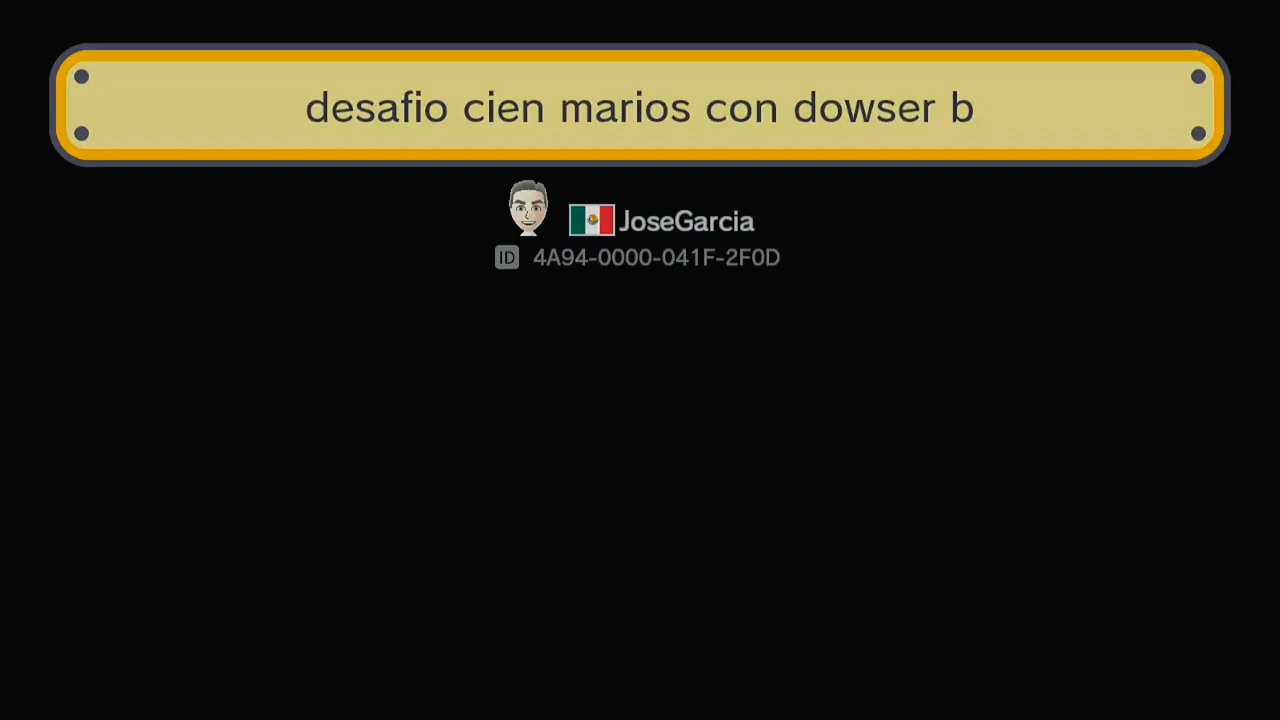 desafio cien marios con dowser b
JoseGarcia
ID 4A94-0000-041F-2F0D